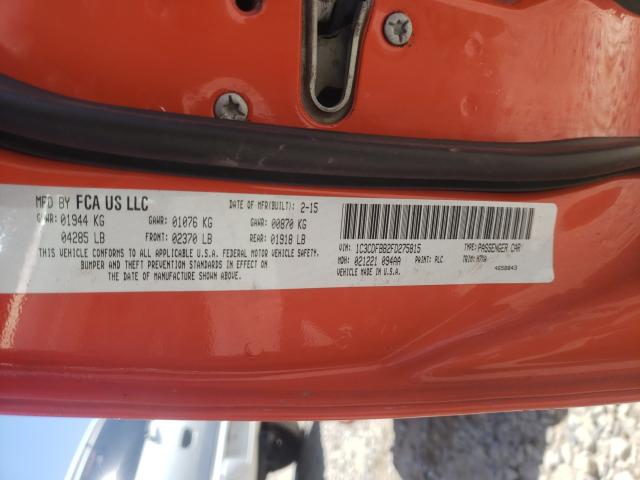 MFD BY FCA US LLC DATE OF MFR(BUILT): 2-15
GVWR:01944 KG GAWR:01076 KG GAWR:00870 KG
04285 LB FRONT:02370 LB REAR:01918 LB
THIS VEHICLE CONFORMS TO ALL APPLICABLE U.S.A. FEDERAL MOTOR VEHICLE SAFETY,
BUMPER AND THEFT PREVENTION STANDARDS IN EFFECT ON
THE DATE OF MANUFACTURE SHOWN ABOVE.
1C3CDFBB2FD275815 TYPE:PASSENGER CAR
MDH: 021221 094AA PAINT: PLC TRIM:
VEHICLE MADE IN U.S.A. 4658043